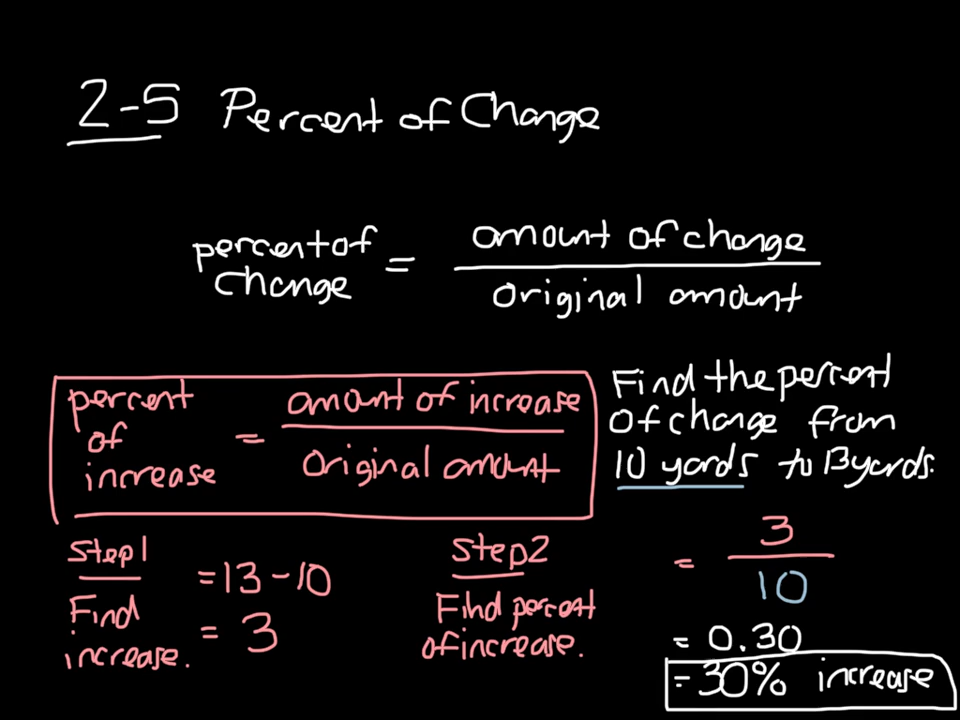 2-5 Percent of Change
percent of
change
=
amount of change
original amount
percent
of
increase
=
amount of increase
original amount
Find the percent
of change from
10 yards to 13 yards.
Step 1
Find
increase.
= 13 - 10
= 3
Step 2
Find percent
of increase.
=
3
10
= 0.30
= 30% increase